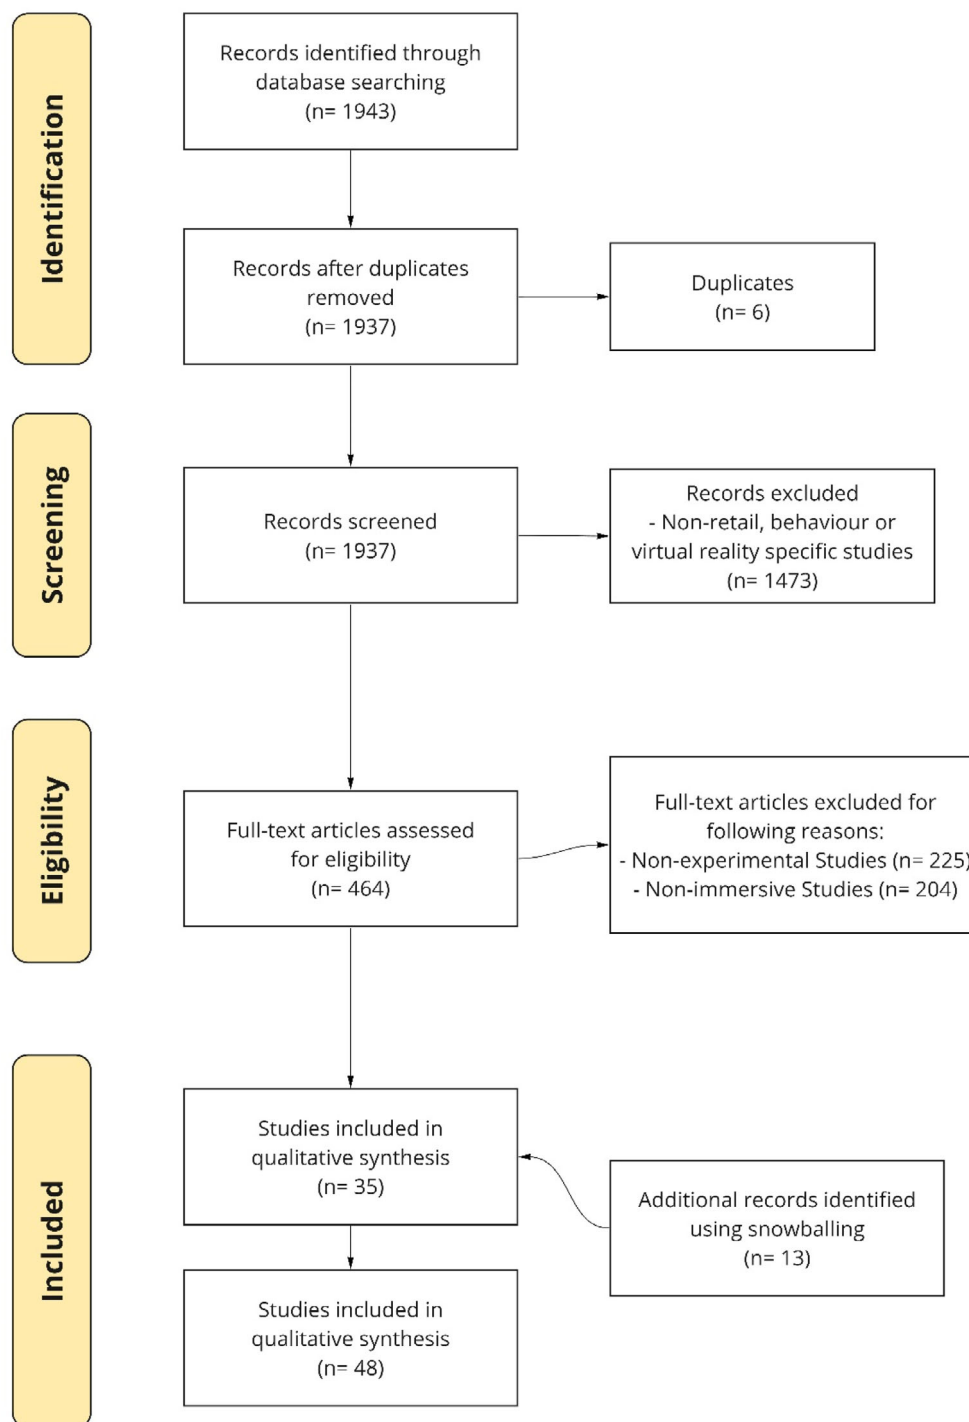 Identification
Records identified through
database searching
(n= 1943)
Records after duplicates
removed
(n= 1937)
Duplicates
(n= 6)
Screening
Records screened
(n= 1937)
Records excluded
- Non-retail, behaviour or
virtual reality specific studies
(n= 1473)
Eligibility
Full-text articles assessed
for eligibility
(n= 464)
Full-text articles excluded for
following reasons:
- Non-experimental Studies (n= 225)
- Non-immersive Studies (n= 204)
Included
Studies included in
qualitative synthesis
(n= 35)
Additional records identified
using snowballing
(n= 13)
Studies included in
qualitative synthesis
(n= 48)